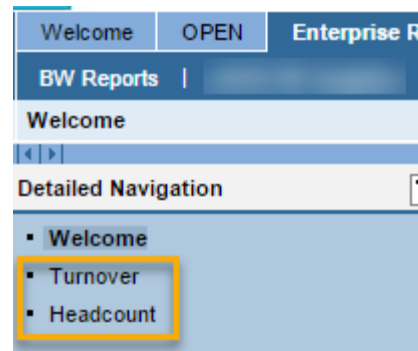 Welcome OPEN Enterprise R
BW Reports |
Welcome
Detailed Navigation
Welcome
Turnover
Headcount